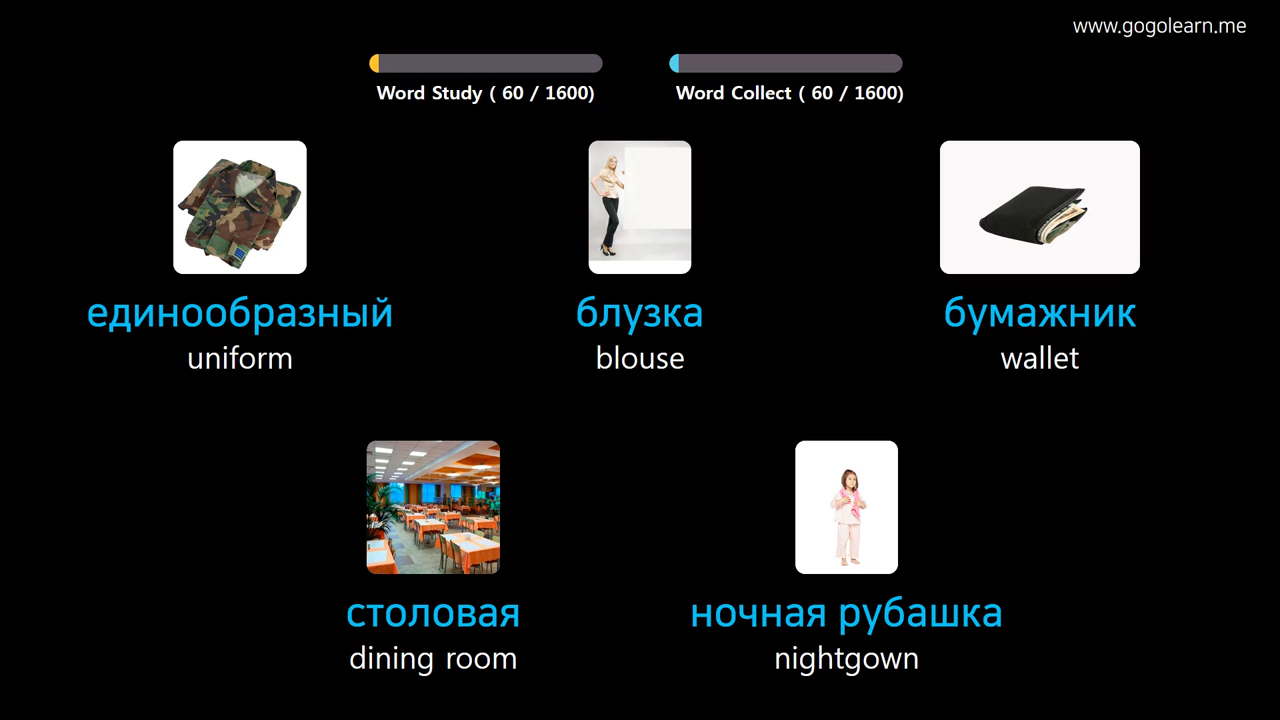 www.gogolearn.me
Word Study ( 60 / 1600)
Word Collect ( 60 / 1600)
единообразный
uniform
блузка
blouse
бумажник
wallet
столовая
dining room
ночная рубашка
nightgown